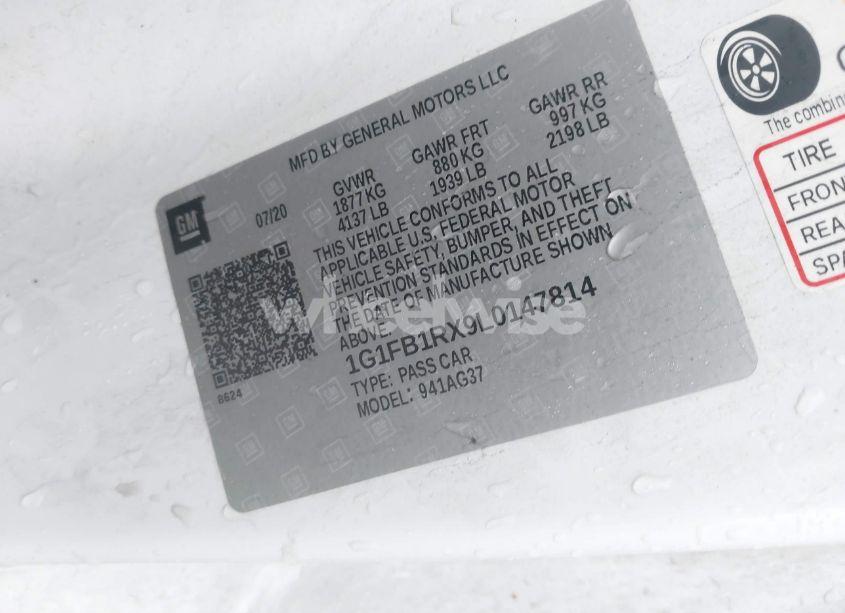 MFD BY GENERAL MOTORS LLC
GM
07/20
GVWR
1877 KG
4137 LB
GAWR FRT
880 KG
1939 LB
GAWR RR
997 KG
2198 LB
THIS VEHICLE CONFORMS TO ALL
APPLICABLE U.S. FEDERAL MOTOR
VEHICLE SAFETY, BUMPER, AND THEFT
PREVENTION STANDARDS IN EFFECT ON
THE DATE OF MANUFACTURE SHOWN
ABOVE.
1G1FB1RX9L0147814
TYPE: PASS CAR
MODEL: 941AG37
8624
wheelwise
The combin
TIRE
FRON
REA
SPA